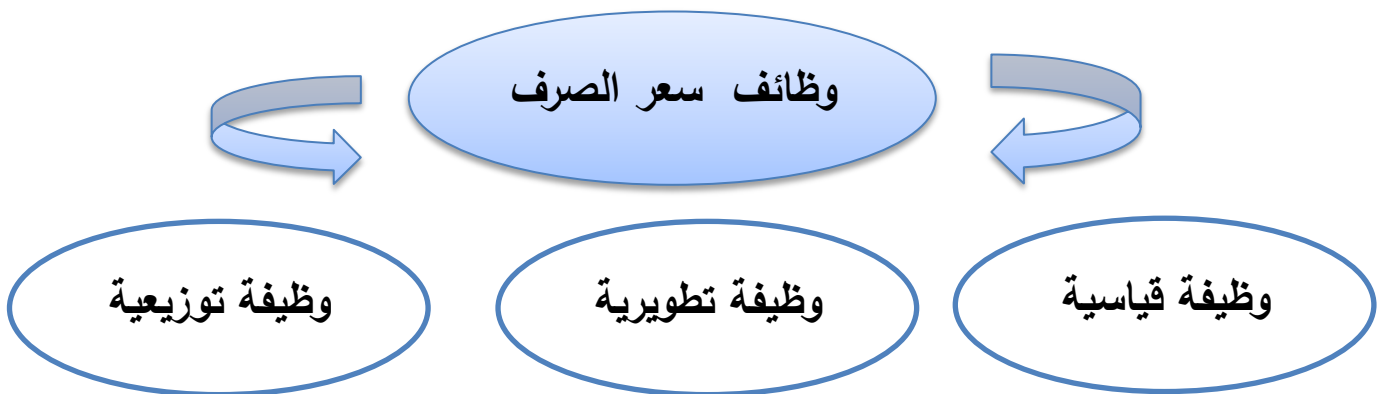 وظائف سعر الصرف
وظيفة قياسية
وظيفة تطويرية
وظيفة توزيعية